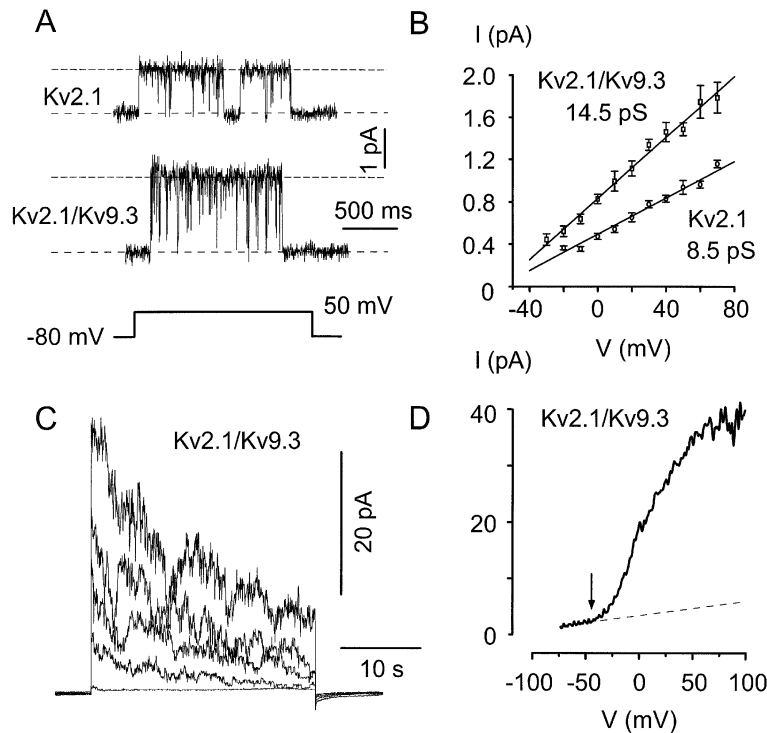 A
Kv2.1
1 pA
Kv2.1/Kv9.3
500 ms
50 mV
-80 mV
B
I (pA)
2.0
1.6
1.2
0.8
0.4
0
Kv2.1/Kv9.3
14.5 pS
Kv2.1
8.5 pS
-40
0
40
80
V (mV)
C
Kv2.1/Kv9.3
20 pA
10 s
I (pA)
D
40
20
0
Kv2.1/Kv9.3
-100
-50
0
50
100
V (mV)